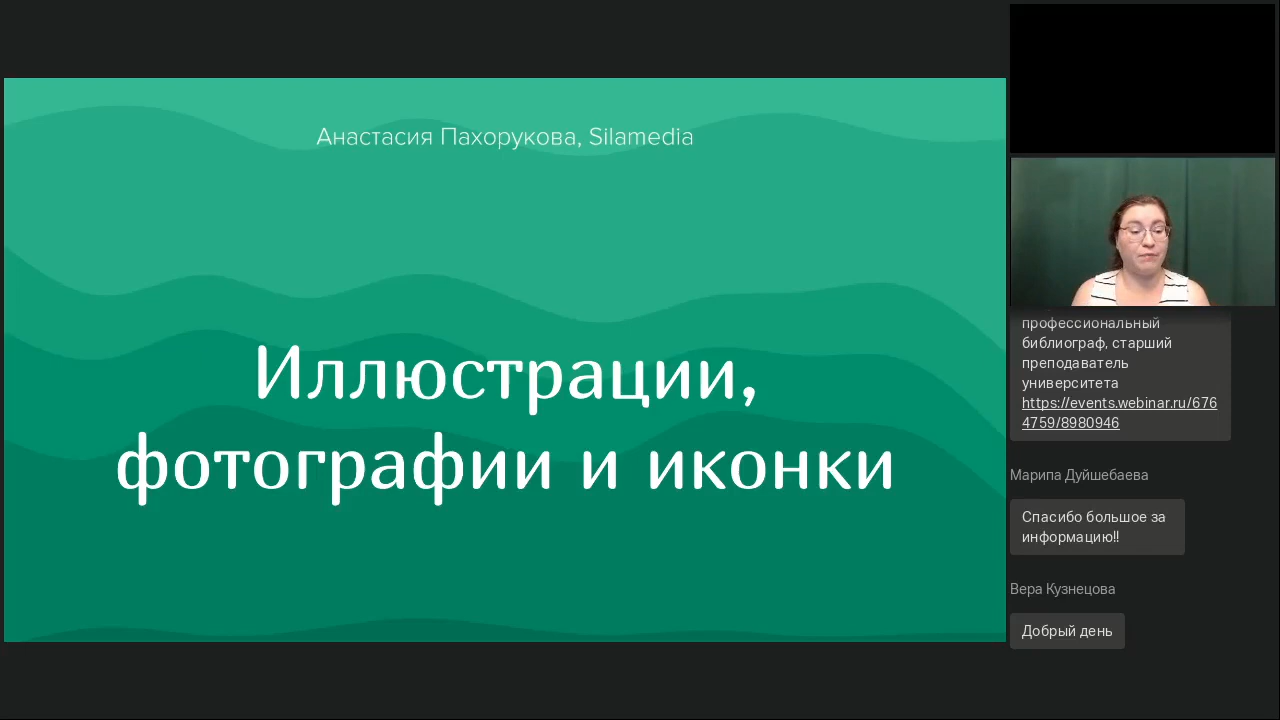 Анастасия Пахорукова, Silamedia
Иллюстрации,
фотографии и иконки
профессиональный
библиограф, старший
преподаватель
университета
https://events.webinar.ru/676
4759/8980946
Марипа Дуйшебаева
Спасибо большое за
информацию!!
Вера Кузнецова
Добрый день